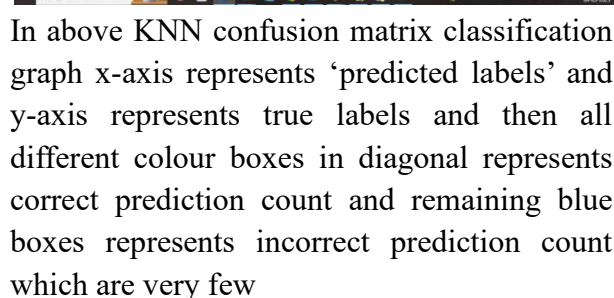 In above KNN confusion matrix classification
graph x-axis represents ‘predicted labels’ and
y-axis represents true labels and then all
different colour boxes in diagonal represents
correct prediction count and remaining blue
boxes represents incorrect prediction count
which are very few